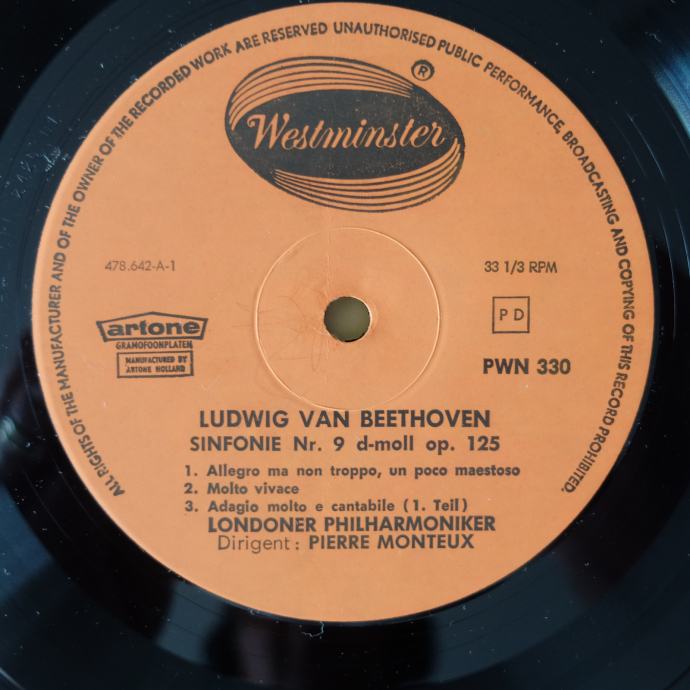 ALL RIGHTS OF THE MANUFACTURER AND OF THE OWNER OF THE RECORDED WORK ARE RESERVED UNAUTHORISED PUBLIC PERFORMANCE BROADCASTING AND COPYING OF THIS RECORD PROHIBITED.
Westminster ®
478.642-A-1
33 1/3 RPM
artone
GRAMOFOONPLATEN
MANUFACTURED BY
ARTONE HOLLAND
PD
PWN 330
LUDWIG VAN BEETHOVEN
SINFONIE Nr. 9 d-moll op. 125
1. Allegro ma non troppo, un poco maestoso
2. Molto vivace
3. Adagio molto e cantabile (1. Teil)
LONDONER PHILHARMONIKER
Dirigent: PIERRE MONTEUX